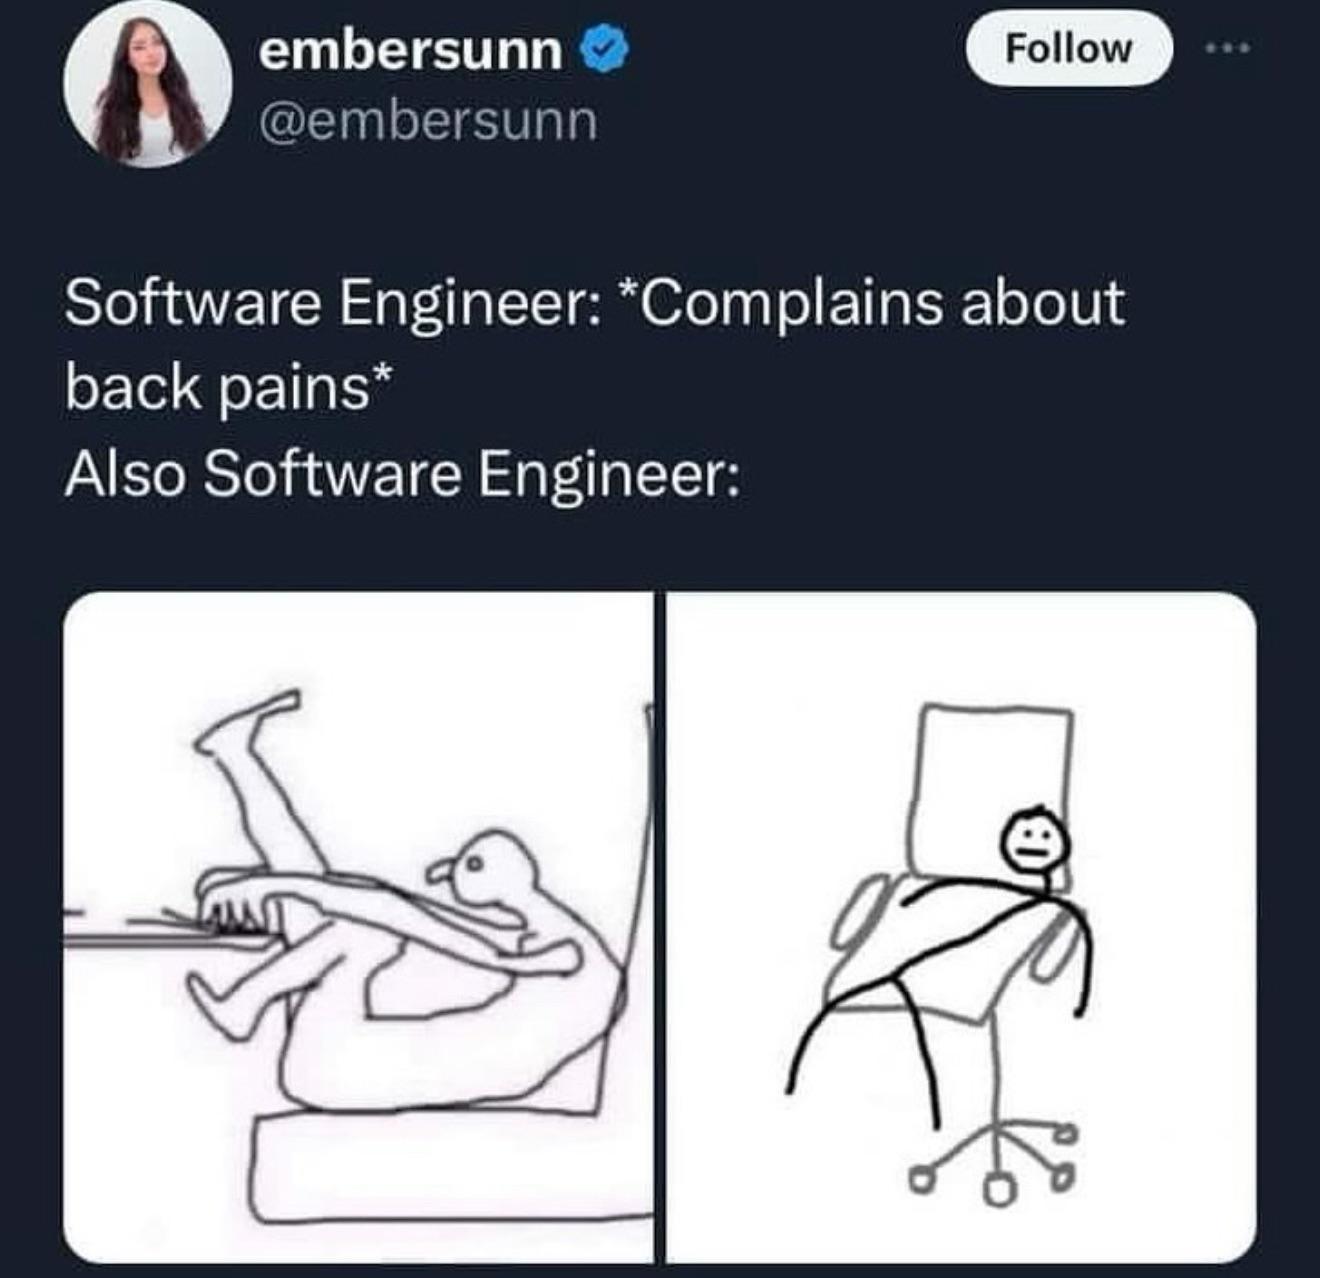 embersunn
Follow
@embersunn
Software Engineer: *Complains about
back pains*
Also Software Engineer: